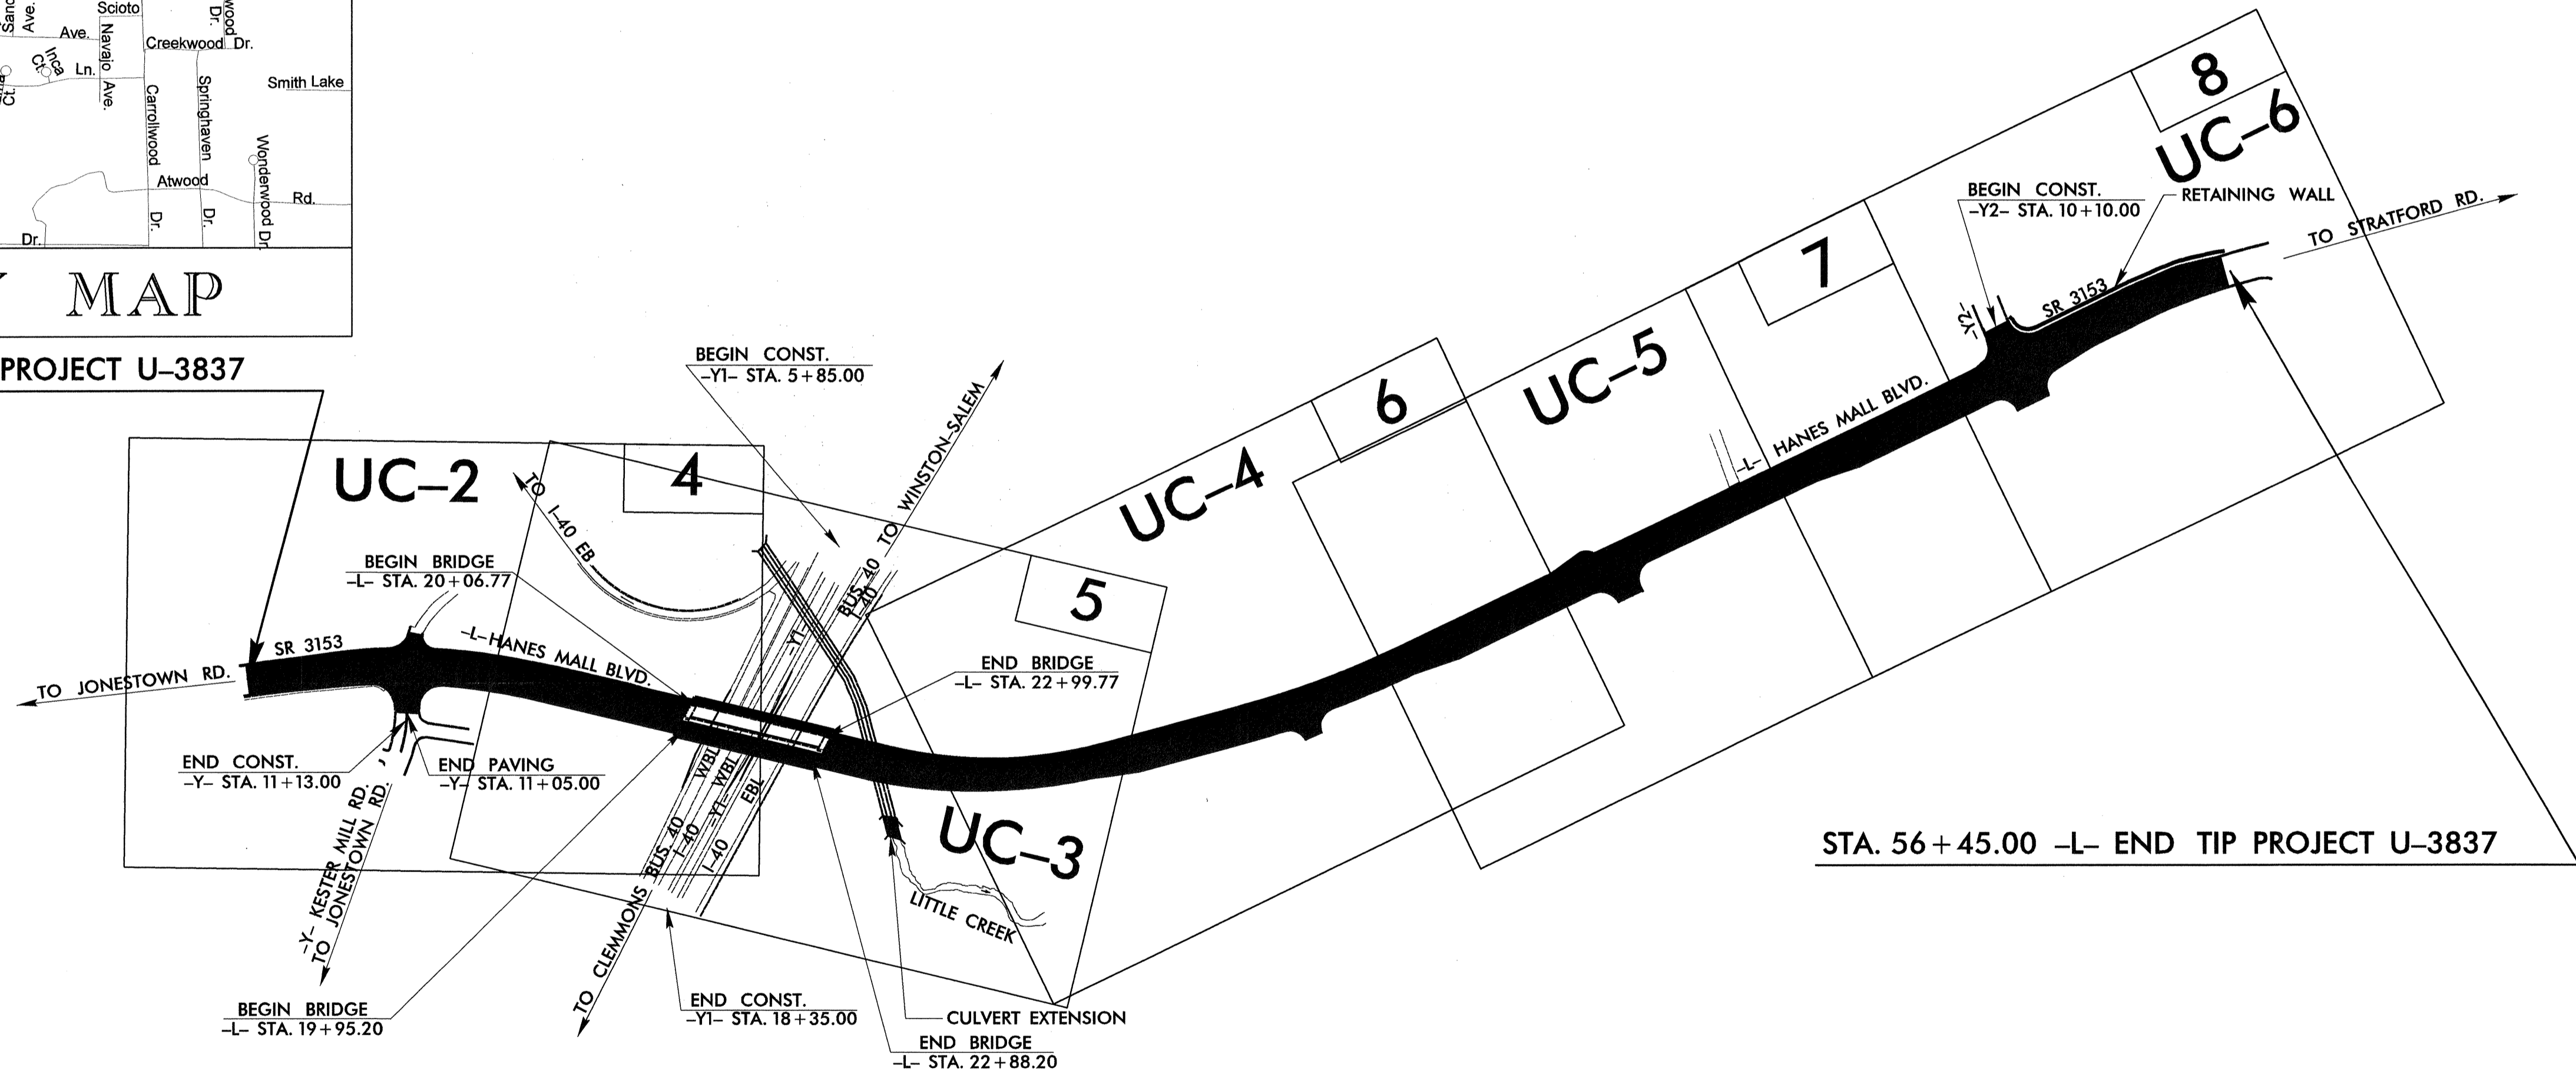 Scioto
Ave.
Ave.
Navajo Ave.
Inca
Ct.
Ln.
Ct.
Creekwood Dr.
wood
Dr.
Carrollwood Dr.
Springhaven Dr.
Smith Lake
Wonderwood Dr.
Atwood
Rd.
Dr.
MAP
PROJECT U–3837
UC–2
4
UC–3
5
UC–4
6
UC–5
7
8
UC–6
BEGIN CONST.
–Y1– STA. 5+85.00
TO WINSTON–SALEM
TO I–40 EB
BEGIN BRIDGE
–L– STA. 20+06.77
SR 3153
–L– HANES MALL BLVD.
TO JONESTOWN RD.
BUS. 40
I–40
–Y1–
END BRIDGE
–L– STA. 22+99.77
END CONST.
–Y– STA. 11+13.00
END PAVING
–Y– STA. 11+05.00
–Y– KESTER MILL RD.
TO JONESTOWN RD.
WBL
WBL
EBL
–Y1–
BUS. 40
I–40
I–40
TO CLEMMONS
LITTLE CREEK
BEGIN BRIDGE
–L– STA. 19+95.20
END CONST.
–Y1– STA. 18+35.00
CULVERT EXTENSION
END BRIDGE
–L– STA. 22+88.20
–L– HANES MALL BLVD.
BEGIN CONST.
–Y2– STA. 10+10.00
–Y2–
RETAINING WALL
SR 3153
TO STRATFORD RD.
STA. 56+45.00 –L– END TIP PROJECT U–3837